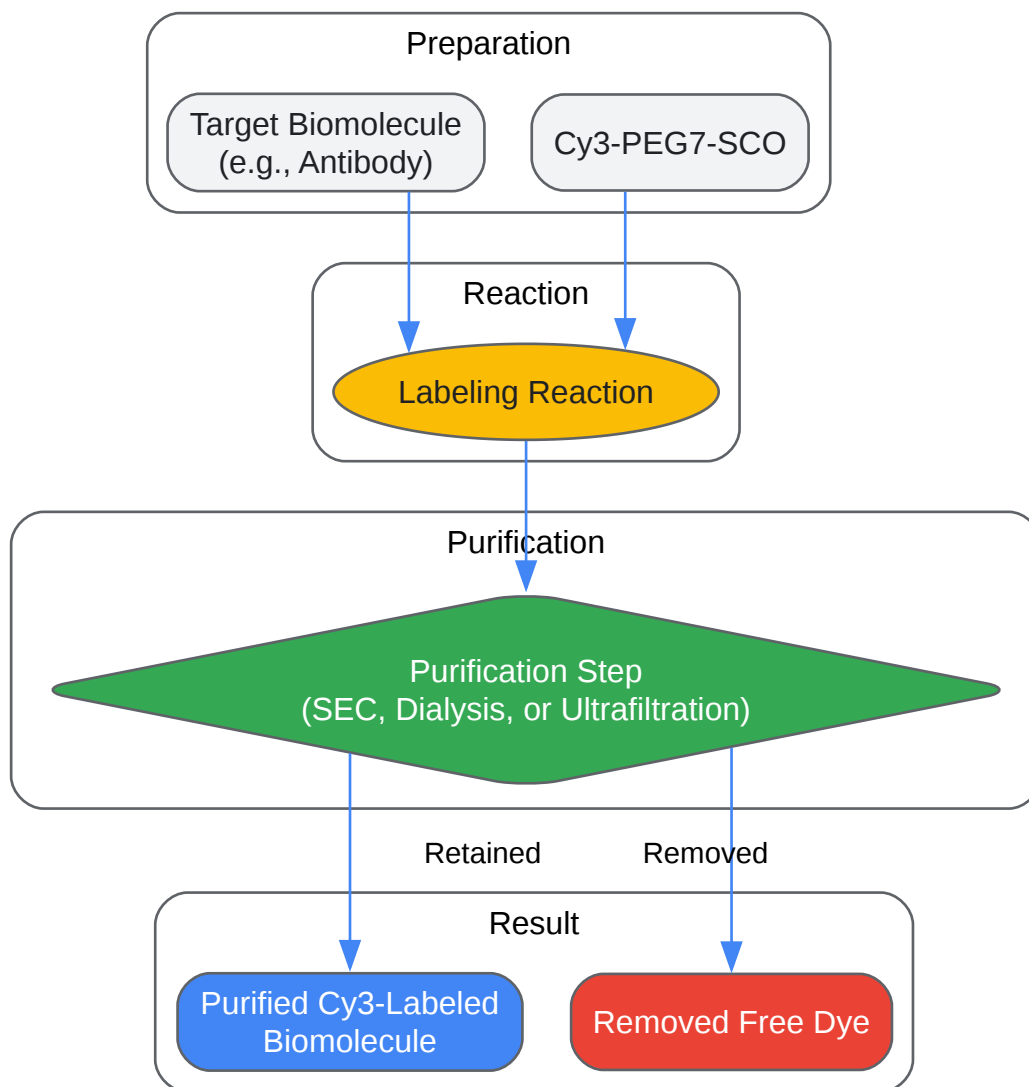 Preparation
Target Biomolecule
(e.g., Antibody)
Cy3-PEG7-SCO
Reaction
Labeling Reaction
Purification
Purification Step
(SEC, Dialysis, or Ultrafiltration)
Retained
Removed
Result
Purified Cy3-Labeled
Biomolecule
Removed Free Dye